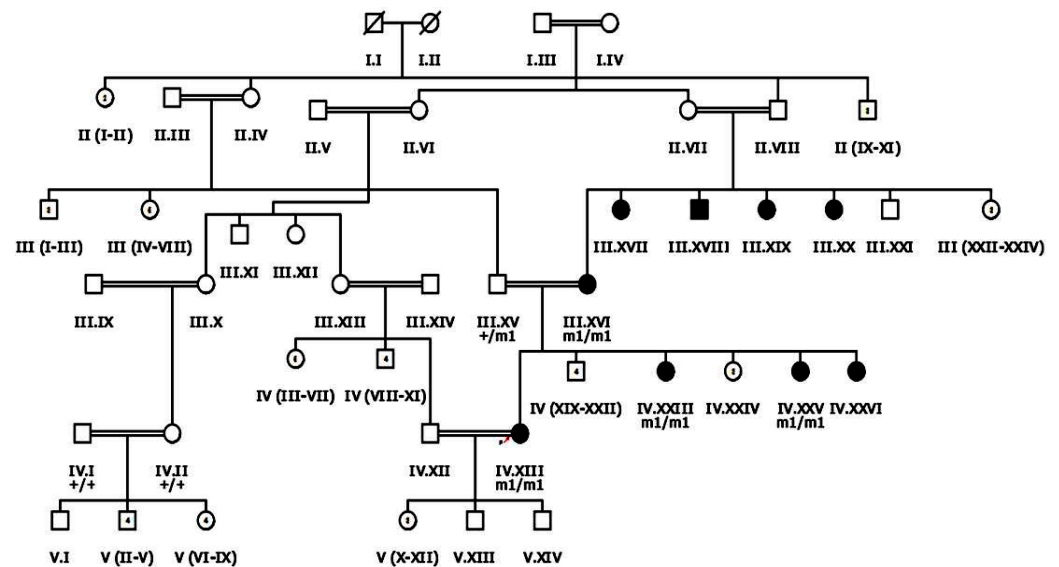 I.I I.II I.III I.IV
II (I-II) II.III II.IV II.V II.VI II.VII II.VIII II (IX-XI)
III (I-III) III (IV-VIII) III.XI III.XII III.XVII III.XVIII III.XIX III.XX III.XXI III (XXII-XXIV)
III.IX III.X III.XIII III.XIV III.XV III.XVI
+/m1 m1/m1
4
IV (III-VII) IV (VIII-XI) IV (XIX-XXII) IV.XXIII IV.XXIV IV.XXV IV.XXVI
4
m1/m1 m1/m1
IV.I IV.II IV.XII IV.XIII
+/+ +/+ m1/m1
4 4
V.I V (II-V) V (VI-IX) V (X-XII) V.XIII V.XIV